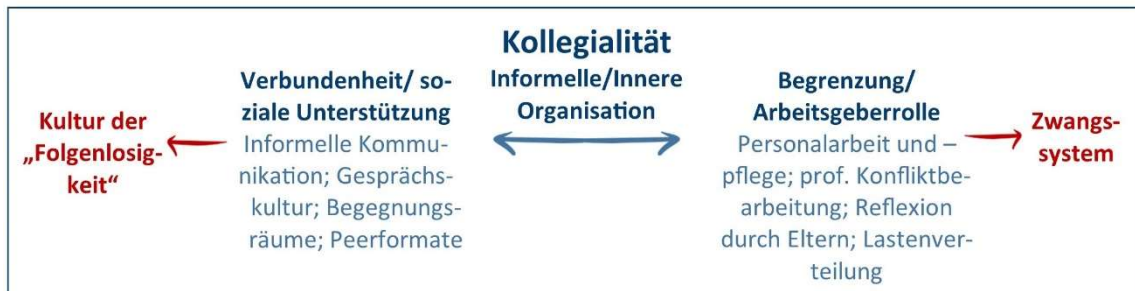 Kollegialität
Informelle/Innere
Organisation
Kultur der
„Folgenlosig-
keit“
Verbundenheit/ so-
ziale Unterstützung
Informelle Kommu-
nikation; Gesprächs-
kultur; Begegnungs-
räume; Peerformate
Begrenzung/
Arbeitsgeberrolle
Personalarbeit und –
pflege; prof. Konfliktbe-
arbeitung; Reflexion
durch Eltern; Lastenver-
teilung
Zwangs-
system